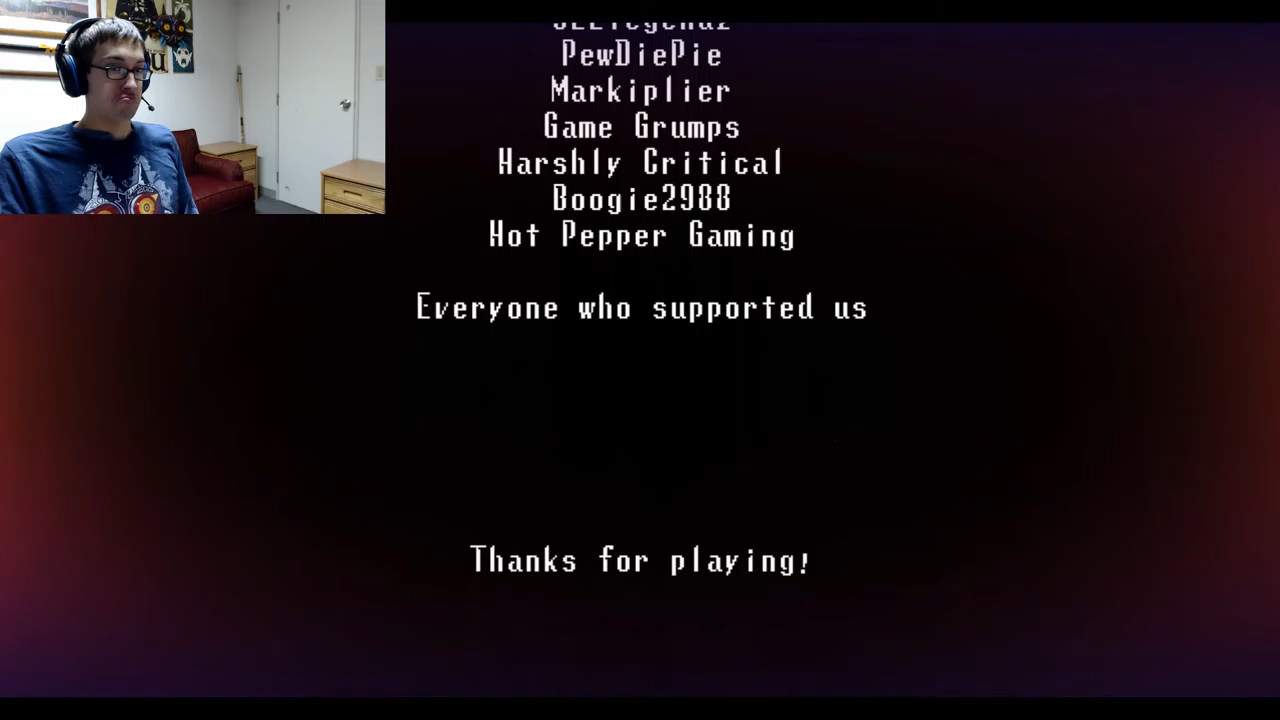 PewDiePie
Markiplier
Game Grumps
Harshly Critical
Boogie2988
Hot Pepper Gaming
Everyone who supported us
Thanks for playing!